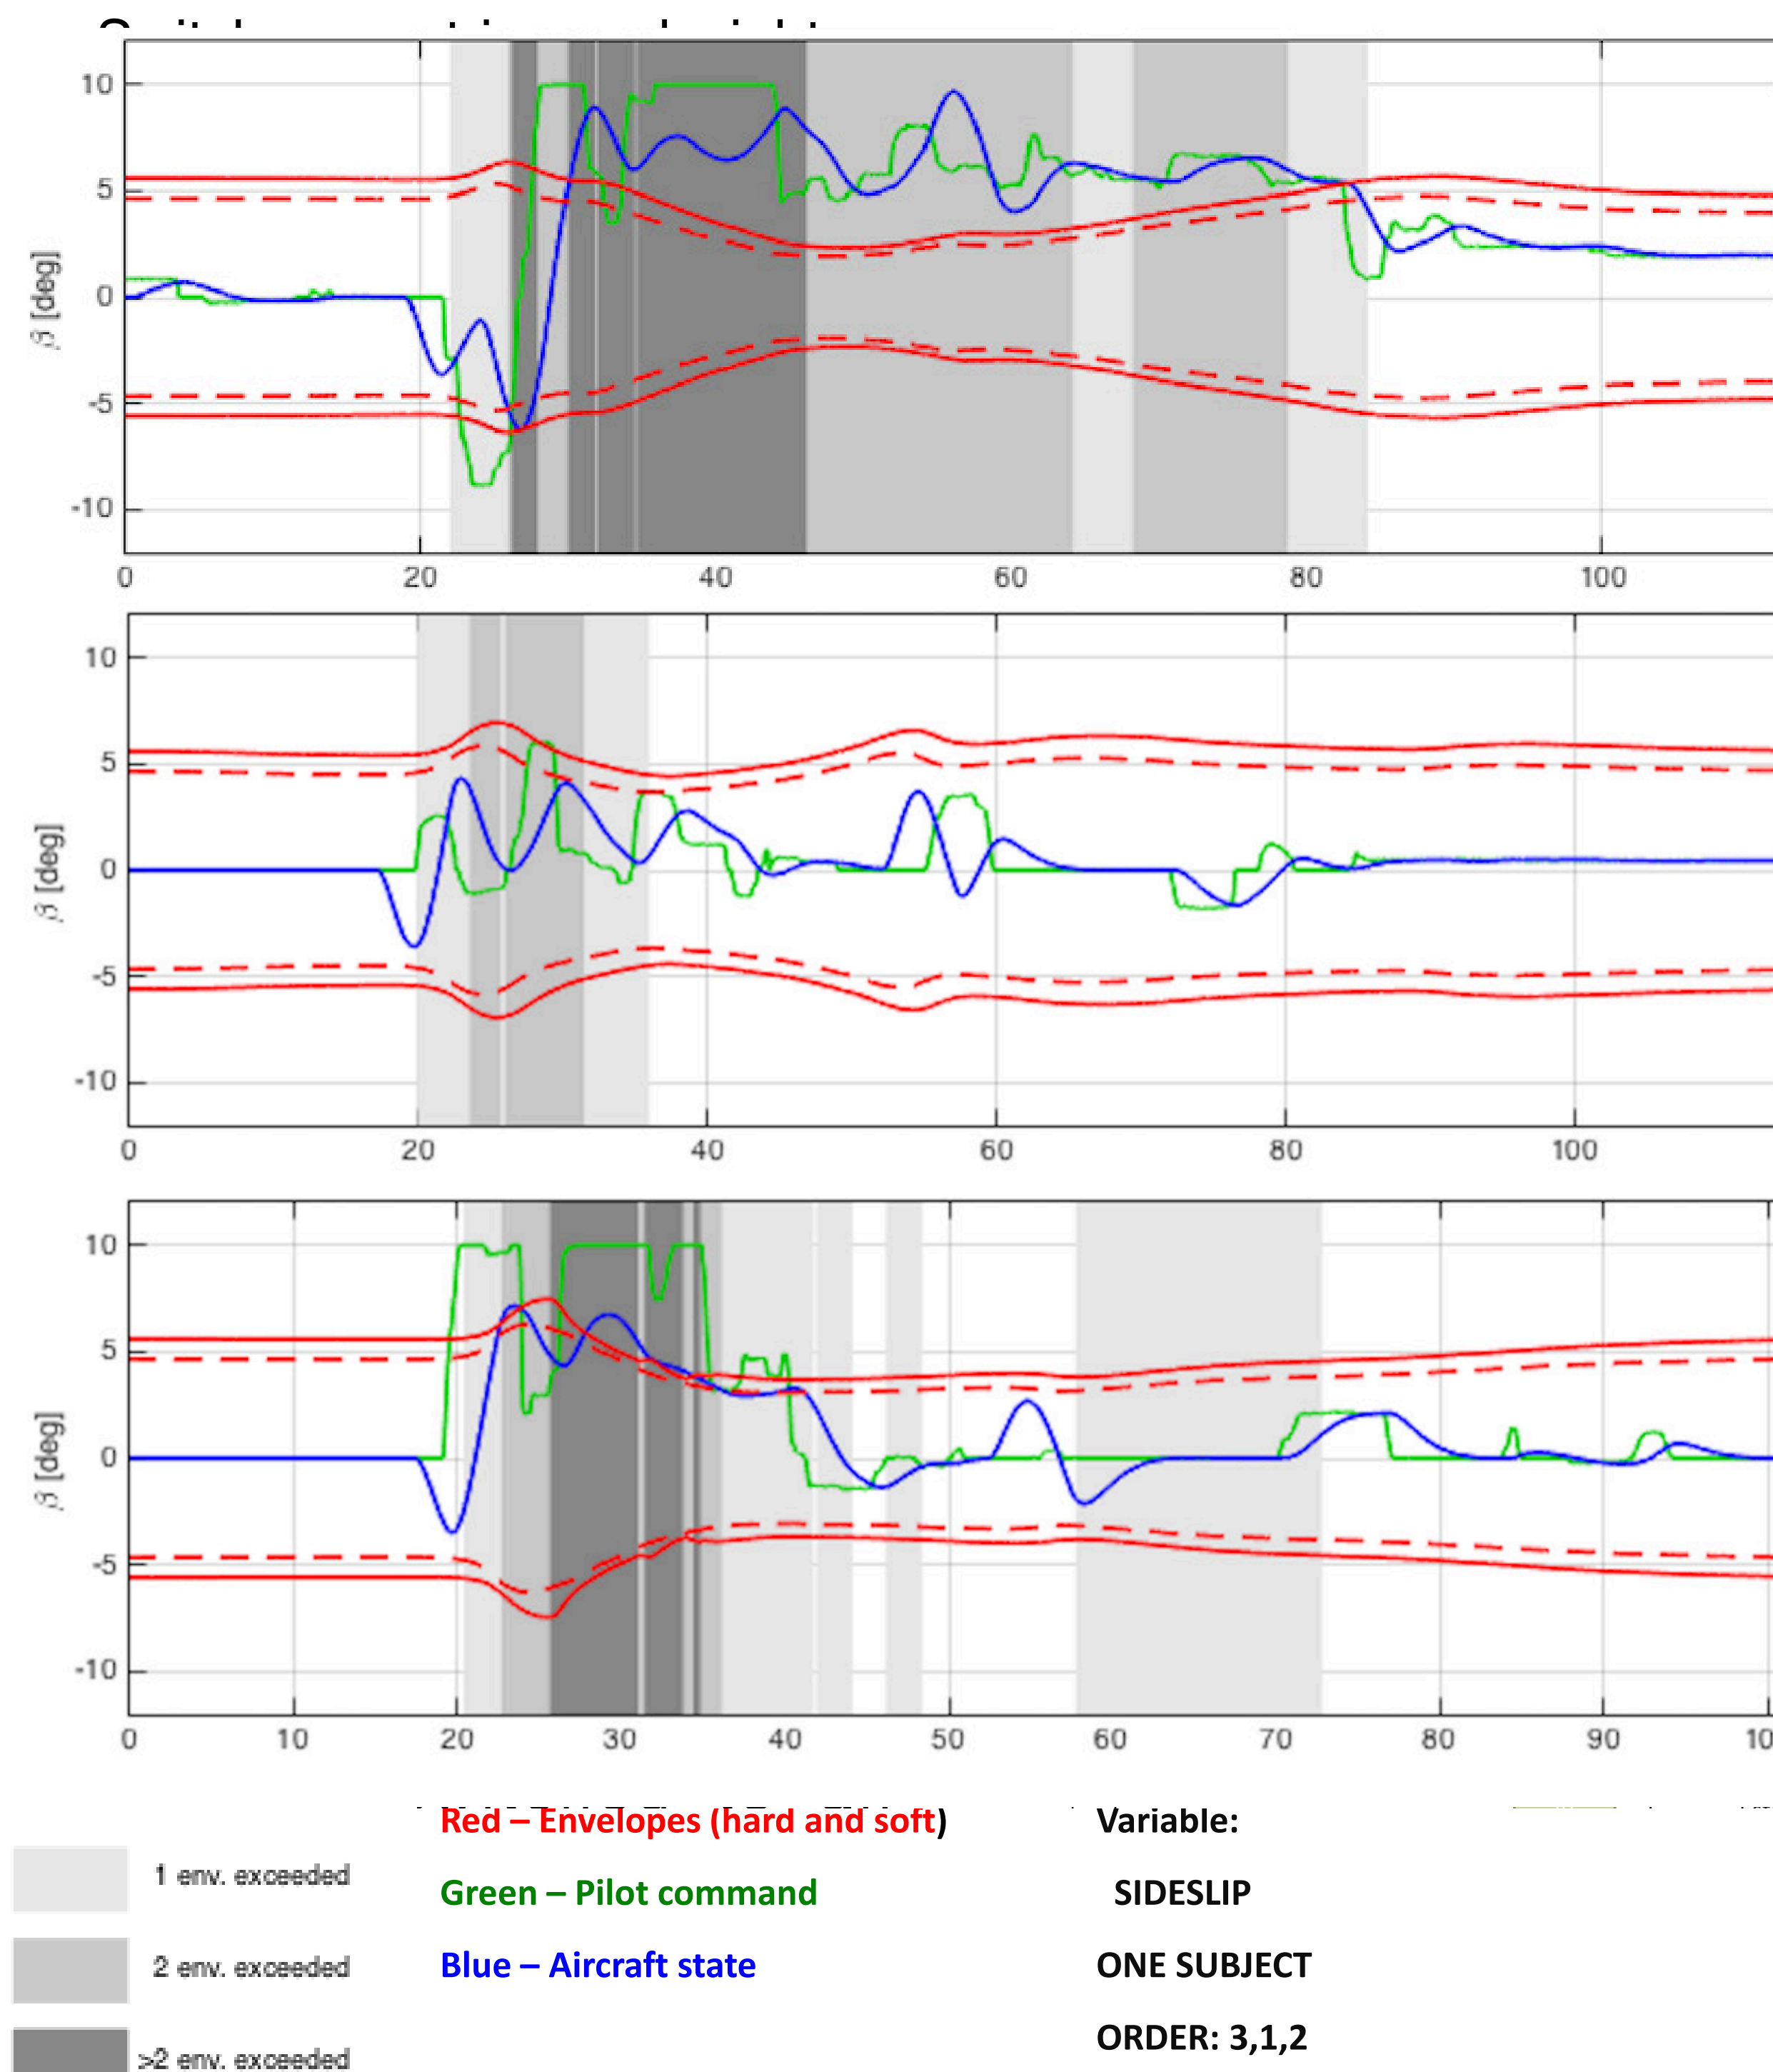 10
5
0
-5
-10
β [deg]
0 20 40 60 80 100
10
5
0
-5
-10
β [deg]
0 20 40 60 80 100
10
5
0
-5
-10
β [deg]
0 10 20 30 40 50 60 70 80 90
Red – Envelopes (hard and soft)
Green – Pilot command
Blue – Aircraft state
Variable:
SIDESLIP
ONE SUBJECT
ORDER: 3,1,2
1 env. exceeded
2 env. exceeded
>2 env. exceeded